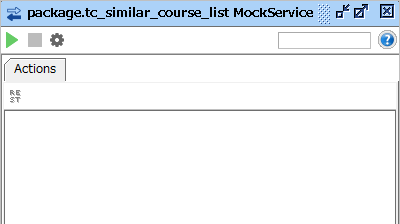 package.tc_similar_course_list MockService
Actions
RE
ST